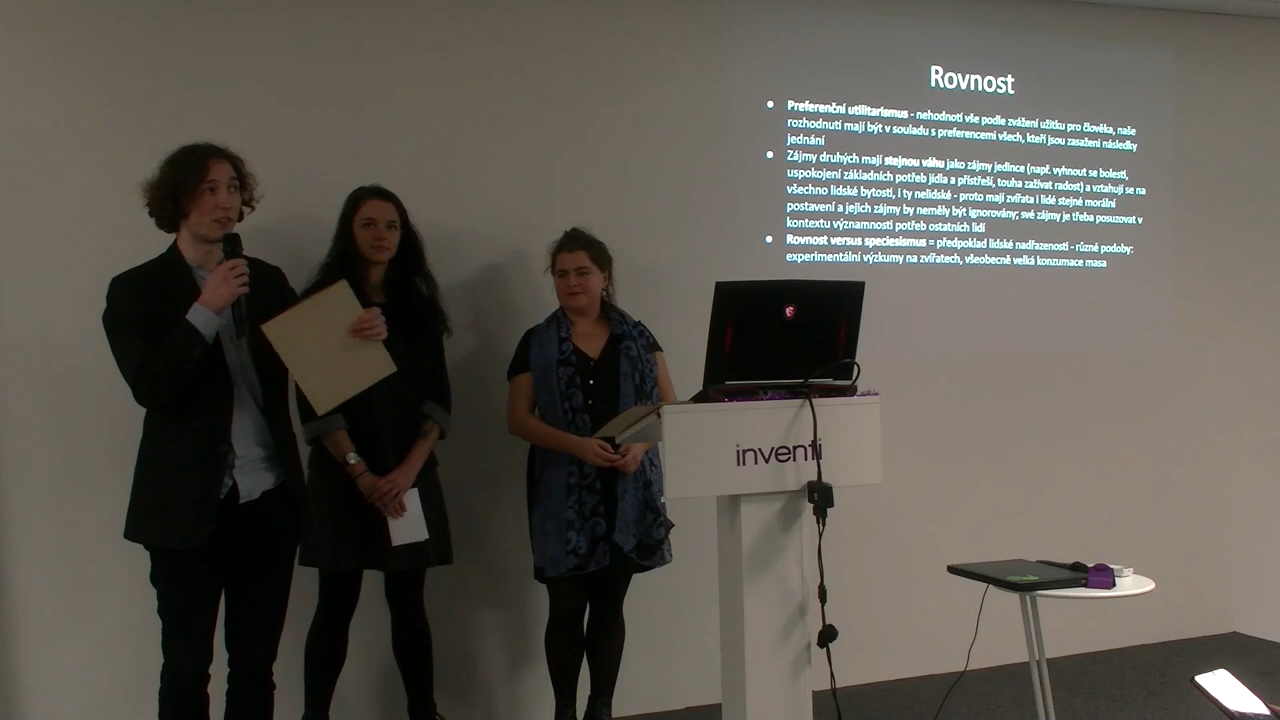 Rovnost
• Preferenční utilitarismus - nehodnotí vše podle zvážení užitku pro člověka, naše
rozhodnutí mají být v souladu s preferencemi všech, kteří jsou zasaženi následky
jednání
• Zájmy druhých mají stejnou váhu jako zájmy jedince (např. vyhnout se bolesti,
uspokojení základních potřeb jídla a přístřeší, touha zažívat radost) a vztahují se na
všechno lidské bytosti, i ty nelidské - proto mají zvířata i lidé stejné morální
postavení a jejich zájmy by neměly být ignorovány; své zájmy je třeba posuzovat v
kontextu významnosti potřeb ostatních lidí
• Rovnost versus speciesismus = předpoklad lidské nadřazenosti - různé podoby:
experimentální výzkumy na zvířatech, všeobecně velká konzumace masa
inventi